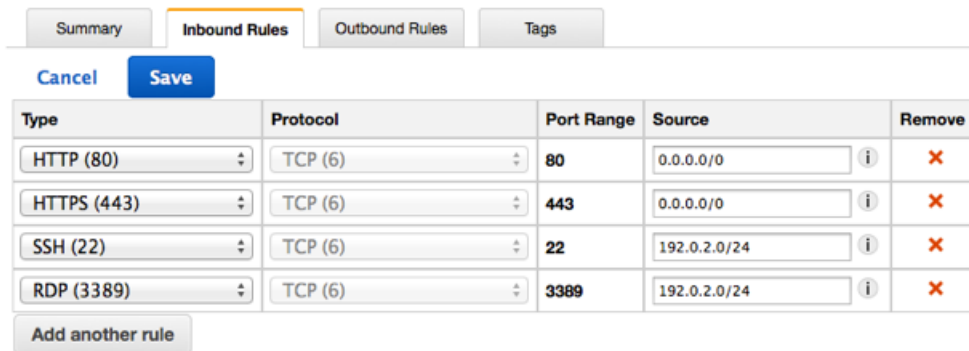 Summary Inbound Rules Outbound Rules Tags
Cancel Save
Type Protocol Port Range Source Remove
HTTP (80) TCP (6) 80 0.0.0.0/0 i
HTTPS (443) TCP (6) 443 0.0.0.0/0 i
SSH (22) TCP (6) 22 192.0.2.0/24 i
RDP (3389) TCP (6) 3389 192.0.2.0/24 i
Add another rule